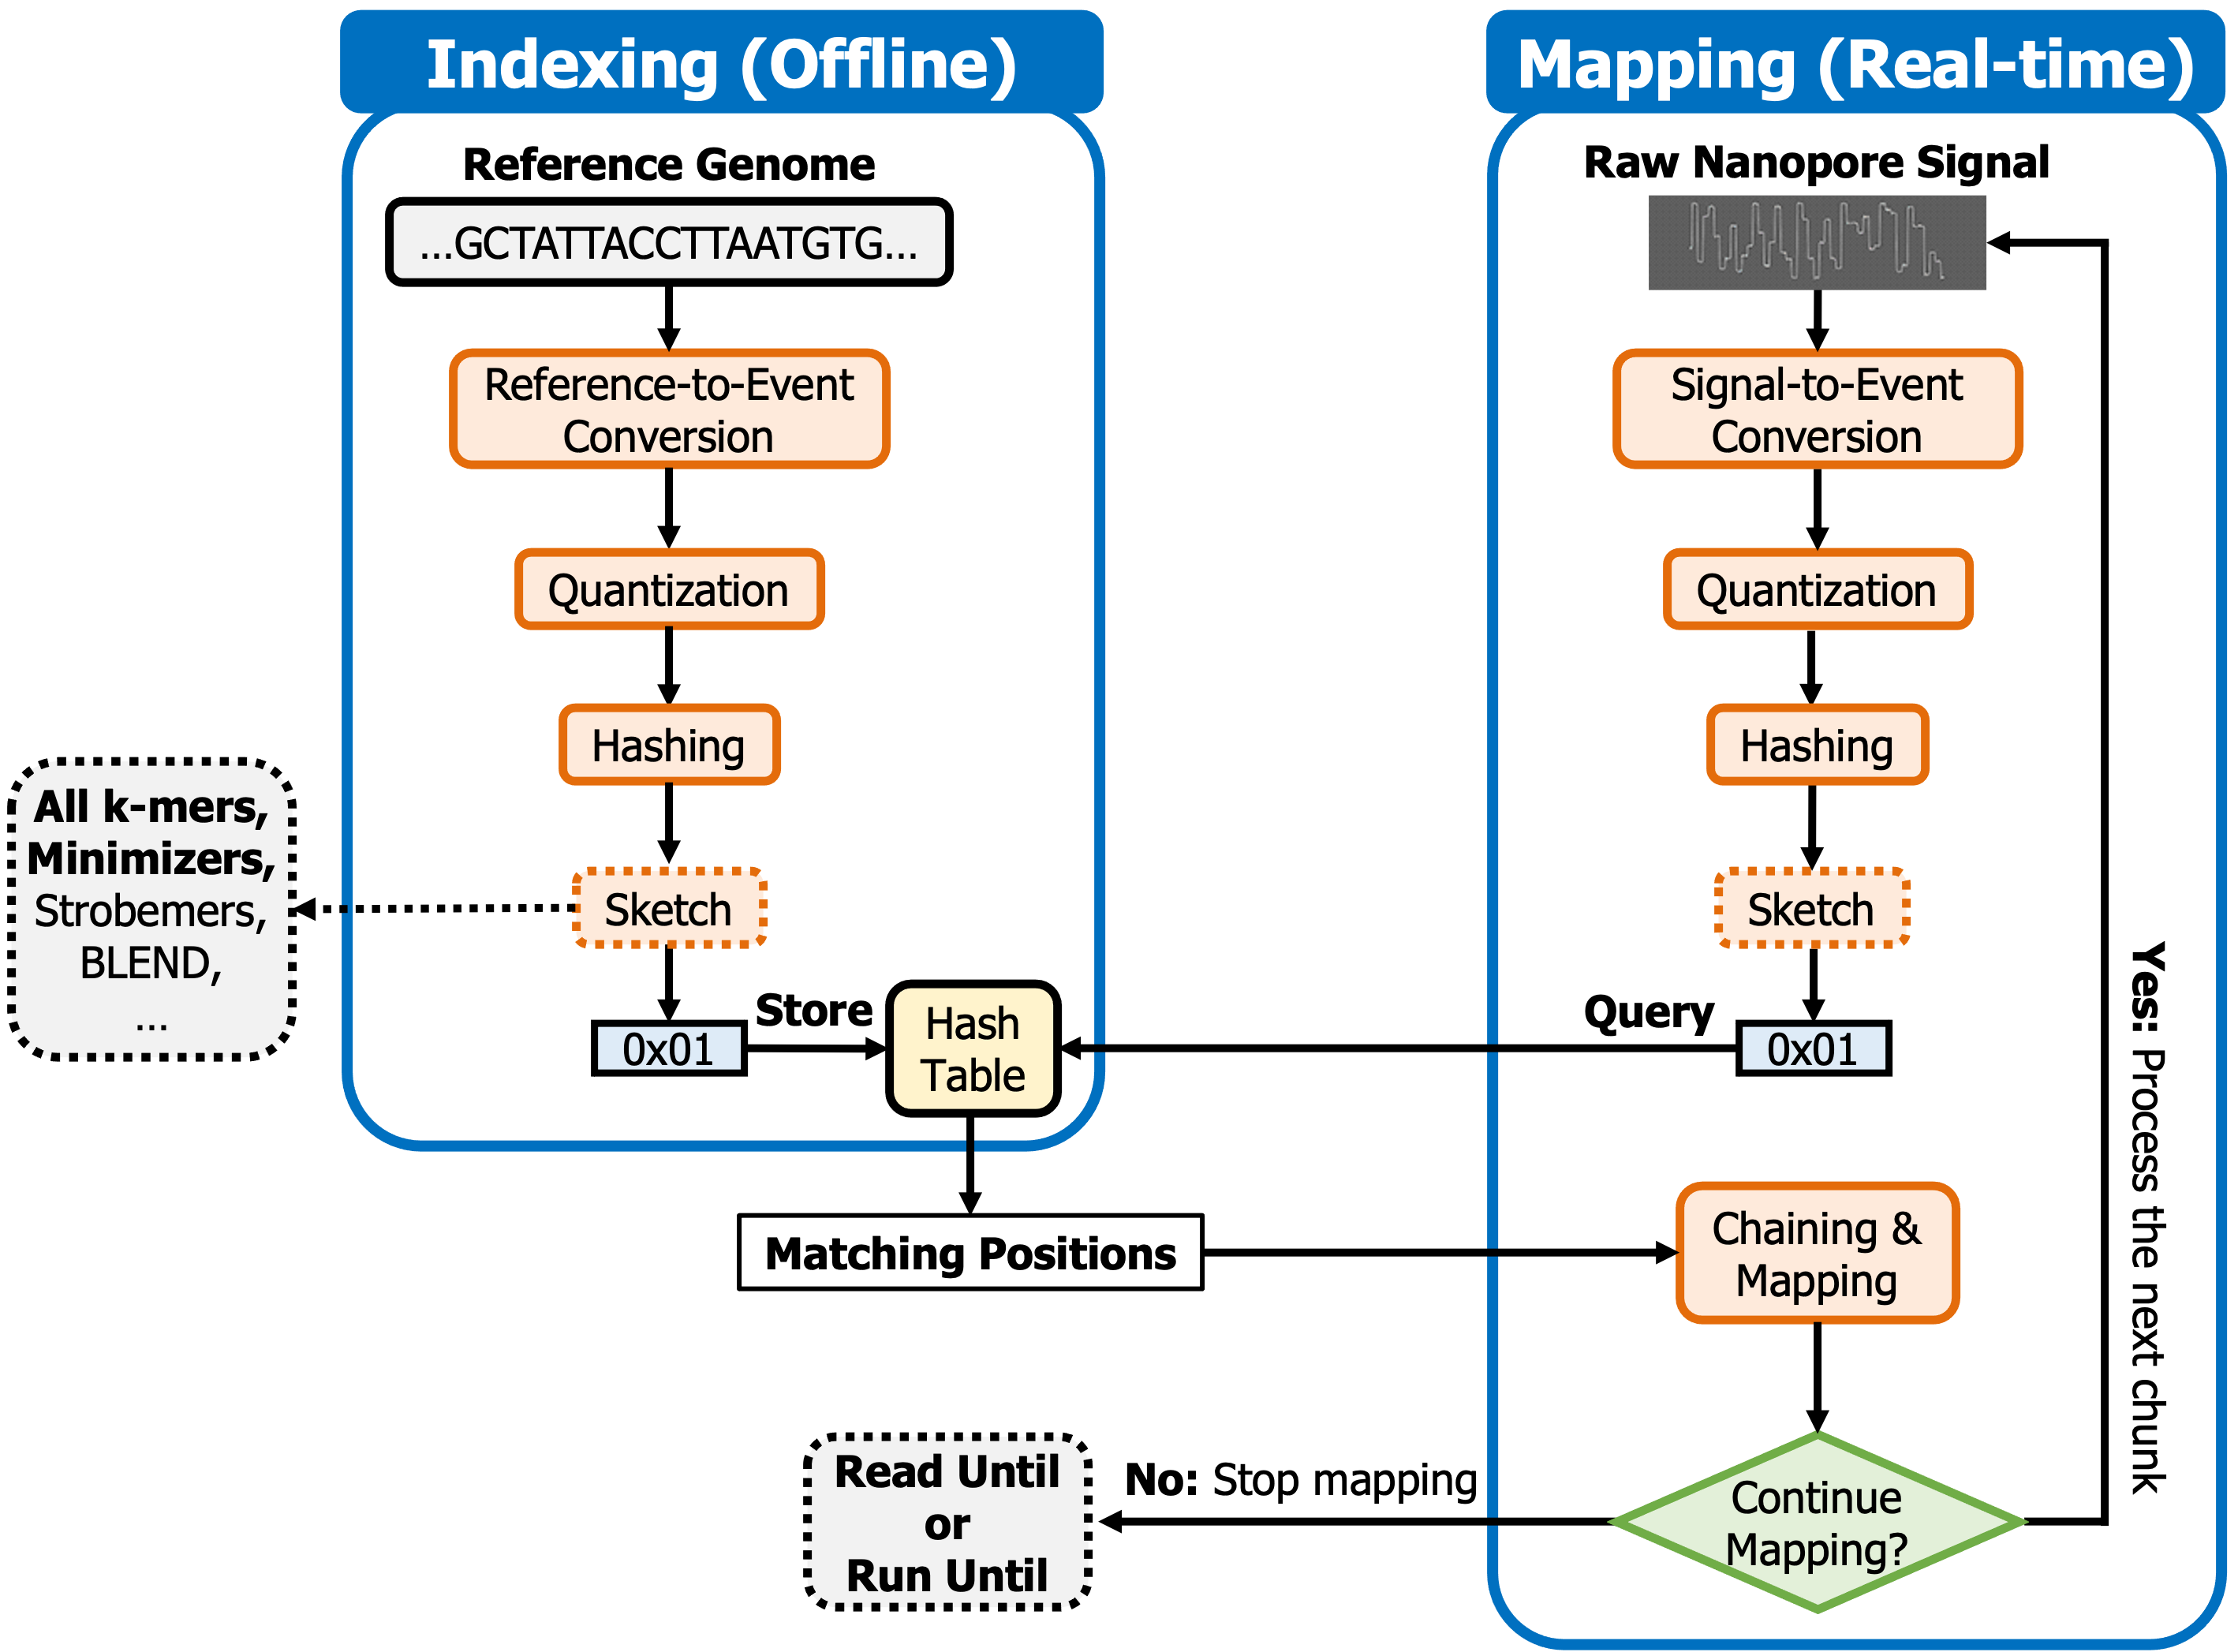 Indexing (Offline)
Reference Genome
...GCTATTACCTTAATGTG...
Reference-to-Event
Conversion
Quantization
Hashing
Sketch
All k-mers,
Minimizers,
Strobemers,
BLEND,
...
0x01
Store
Hash
Table
Matching Positions
Mapping (Real-time)
Raw Nanopore Signal
Signal-to-Event
Conversion
Quantization
Hashing
Sketch
Query
0x01
Chaining &
Mapping
Continue
Mapping?
Yes: Process the next chunk
No: Stop mapping
Read Until
or
Run Until